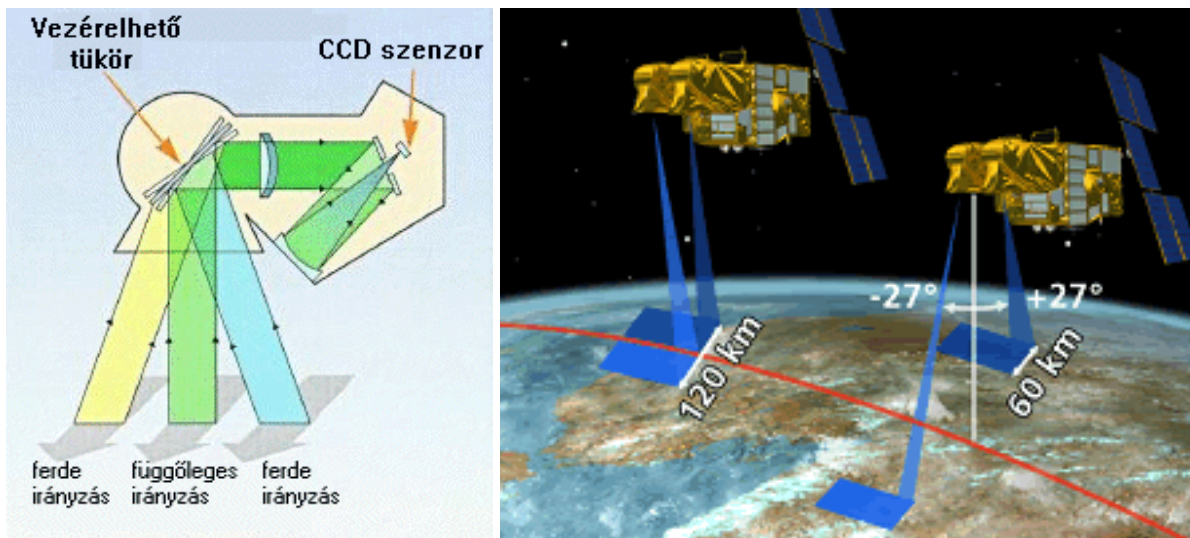 Vezérelhető
tükör
CCD szenzor
ferde
irányzás
függőleges
irányzás
ferde
irányzás
-27°
+27°
120 km
60 km